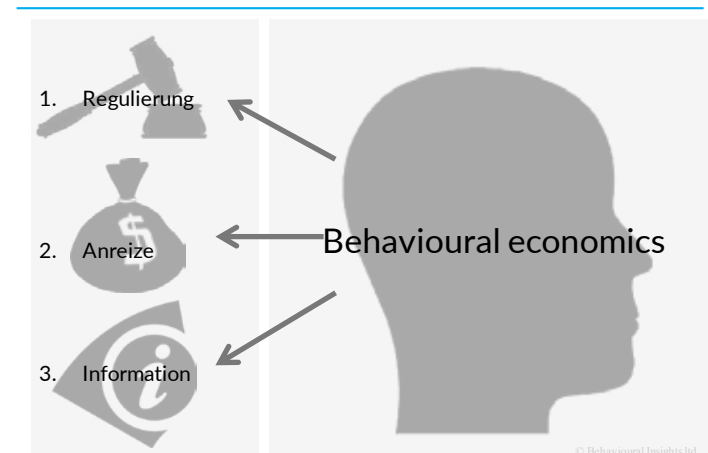 1. Regulierung
2. Anreize
3. Information
Behavioural economics
© Behavioural Insights ltd